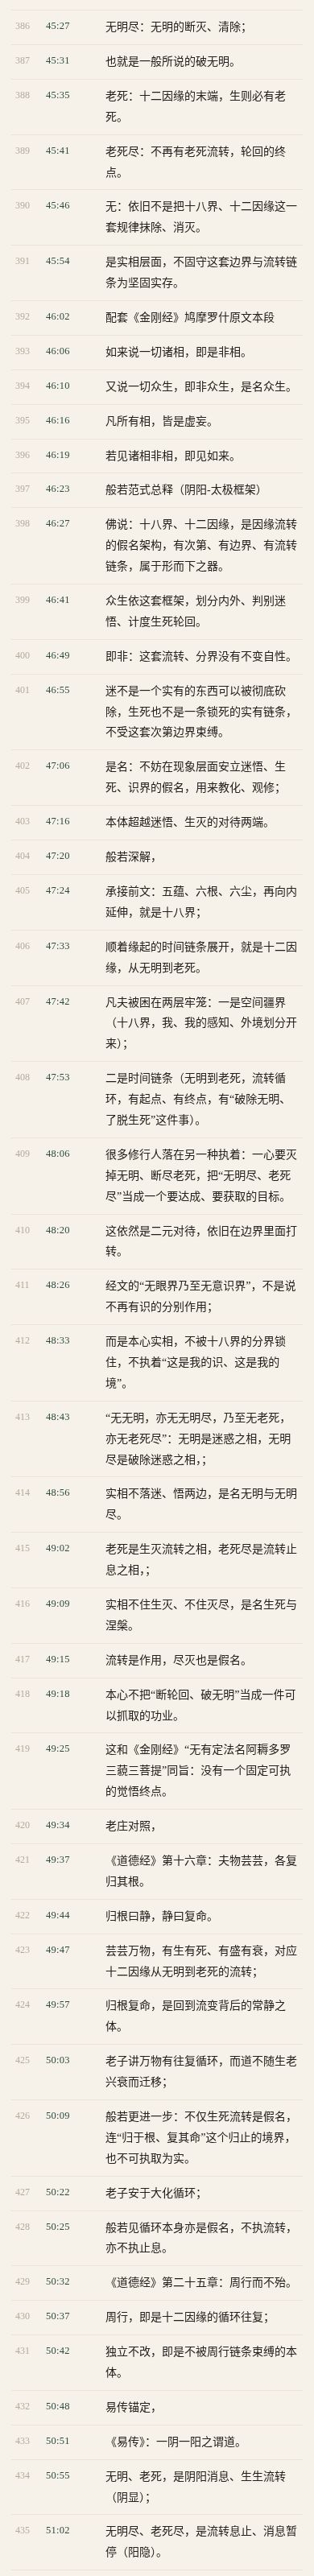 386 45:27 无明尽：无明的断灭、清除；
387 45:31 也就是一般所说的破无明。
388 45:35 老死：十二因缘的末端，生则必有老
死。
389 45:41 老死尽：不再有老死流转，轮回的终
点。
390 45:46 无：依旧不是把十八界、十二因缘这一
套规律抹除、消灭。
391 45:54 是实相层面，不固守这套边界与流转链
条为坚固实存。
392 46:02 配套《金刚经》鸠摩罗什原文本段
393 46:06 如来说一切诸相，即是非相。
394 46:10 又说一切众生，即非众生，是名众生。
395 46:16 凡所有相，皆是虚妄。
396 46:19 若见诸相非相，即见如来。
397 46:23 般若范式总释（阴阳-太极框架）
398 46:27 佛说：十八界、十二因缘，是因缘流转
的假名架构，有次第、有边界、有流转
链条，属于形而下之器。
399 46:41 众生依这套框架，划分内外、判别迷
悟、计度生死轮回。
400 46:49 即非：这套流转、分界没有不变自性。
401 46:55 迷不是一个实有的东西可以被彻底砍
除，生死也不是一条锁死的实有链条，
不受这套次第边界束缚。
402 47:06 是名：不妨在现象层面安立迷悟、生
死、识界的假名，用来教化、观修；
403 47:16 本体超越迷悟、生灭的对待两端。
404 47:20 般若深解，
405 47:24 承接前文：五蕴、六根、六尘，再向内
延伸，就是十八界；
406 47:33 顺着缘起的时间链条展开，就是十二因
缘，从无明到老死。
407 47:42 凡夫被困在两层牢笼：一是空间疆界
（十八界，我、我的感知、外境划分开
来）；
408 47:53 二是时间链条（无明到老死，流转循
环，有起点、有终点，有“破除无明、
了脱生死”这件事）。
409 48:06 很多修行人落在另一种执着：一心要灭
掉无明、断尽老死，把“无明尽、老死
尽”当成一个要达成、要获取的目标。
410 48:20 这依然是二元对待，依旧在边界里面打
转。
411 48:26 经文的“无眼界乃至无意识界”，不是说
不再有识的分别作用；
412 48:33 而是本心实相，不被十八界的分界锁
住，不执着“这是我的识、这是我的
境”。
413 48:43 “无无明，亦无无明尽，乃至无老死，
亦无老死尽”：无明是迷惑之相，无明
尽是破除迷惑之相，；
414 48:56 实相不落迷、悟两边，是名无明与无明
尽。
415 49:02 老死是生灭流转之相，老死尽是流转止
息之相，；
416 49:09 实相不住生灭、不住灭尽，是名生死与
涅槃。
417 49:15 流转是作用，尽灭也是假名。
418 49:18 本心不把“断轮回、破无明”当成一件可
以抓取的功业。
419 49:25 这和《金刚经》“无有定法名阿耨多罗
三藐三菩提”同旨：没有一个固定可执
的觉悟终点。
420 49:34 老庄对照，
421 49:37 《道德经》第十六章：夫物芸芸，各复
归其根。
422 49:44 归根曰静，静曰复命。
423 49:47 芸芸万物，有生有死、有盛有衰，对应
十二因缘从无明到老死的流转；
424 49:57 归根复命，是回到流变背后的常静之
体。
425 50:03 老子讲万物有往复循环，而道不随生老
兴衰而迁移；
426 50:09 般若更进一步：不仅生死流转是假名，
连“归于根、复其命”这个归止的境界，
也不可执取为实。
427 50:22 老子安于大化循环；
428 50:25 般若见循环本身亦是假名，不执流转，
亦不执止息。
429 50:32 《道德经》第二十五章：周行而不殆。
430 50:37 周行，即是十二因缘的循环往复；
431 50:42 独立不改，即是不被周行链条束缚的本
体。
432 50:48 易传锚定，
433 50:51 《易传》：一阴一阳之谓道。
434 50:55 无明、老死，是阴阳消息、生生流转
（阴显）；
435 51:02 无明尽、老死尽，是流转息止、消息暂
停（阳隐）。